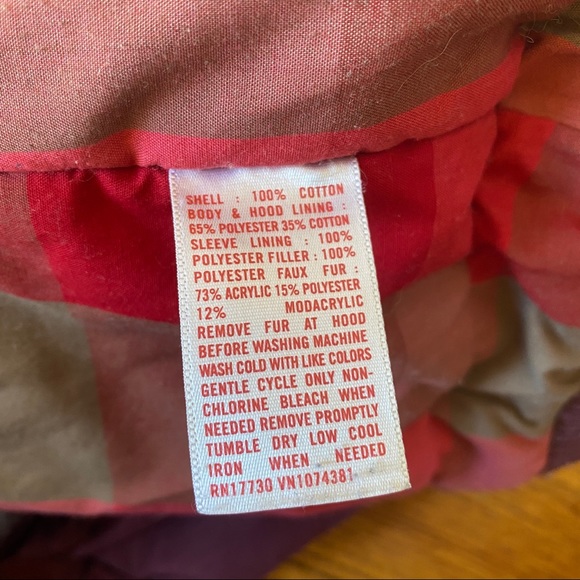 SHELL : 100% COTTON
BODY & HOOD LINING :
65% POLYESTER 35% COTTON
SLEEVE LINING : 100%
POLYESTER FILLER : 100%
POLYESTER FAUX FUR :
73% ACRYLIC 15% POLYESTER
12% MODACRYLIC
REMOVE FUR AT HOOD
BEFORE WASHING MACHINE
WASH COLD WITH LIKE COLORS
GENTLE CYCLE ONLY NON-
CHLORINE BLEACH WHEN
NEEDED REMOVE PROMPTLY
TUMBLE DRY LOW COOL
IRON WHEN NEEDED
RN17730 VN1074381